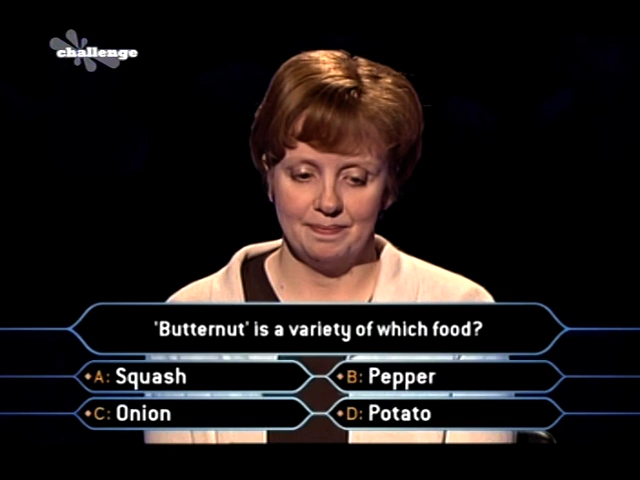 challenge
'Butternut' is a variety of which food?
A: Squash
B: Pepper
C: Onion
D: Potato